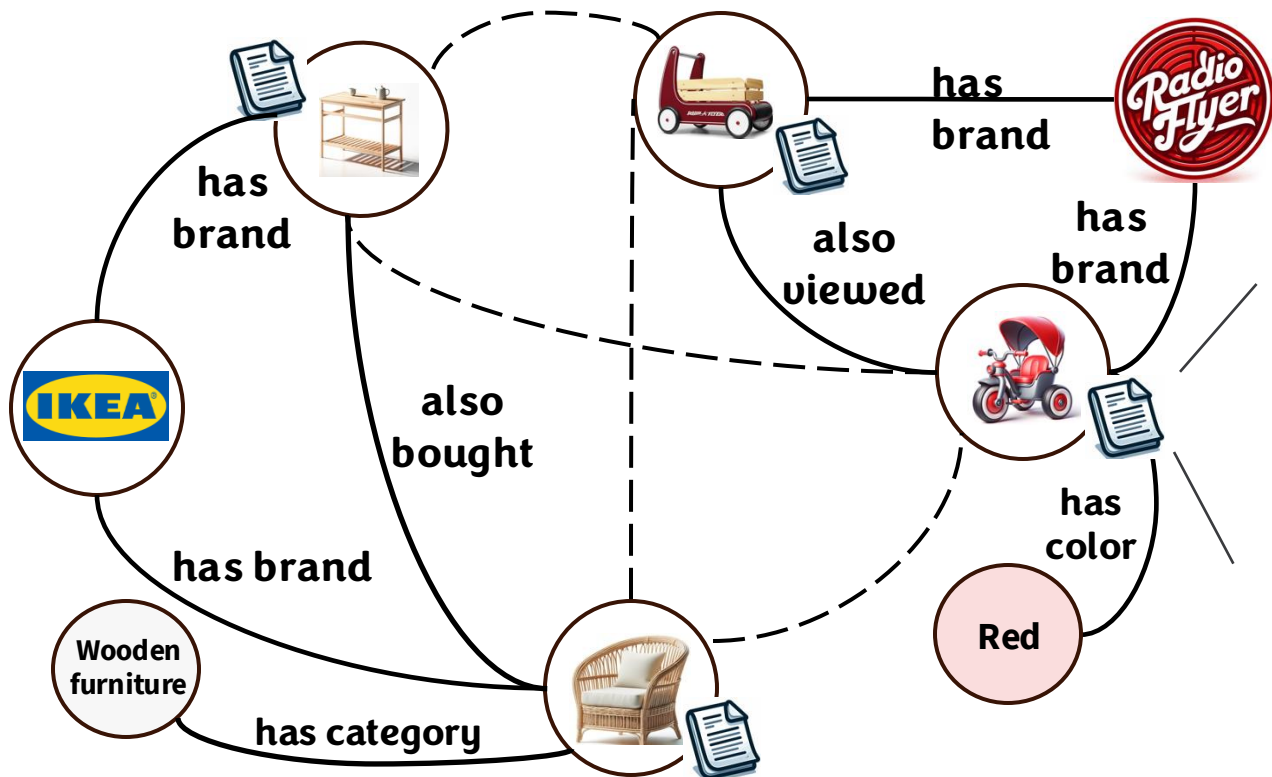 has
brand
Radio
Flyer
has
brand
also
viewed
has
brand
IKEA
also
bought
has
color
has brand
Wooden
furniture
Red
has category